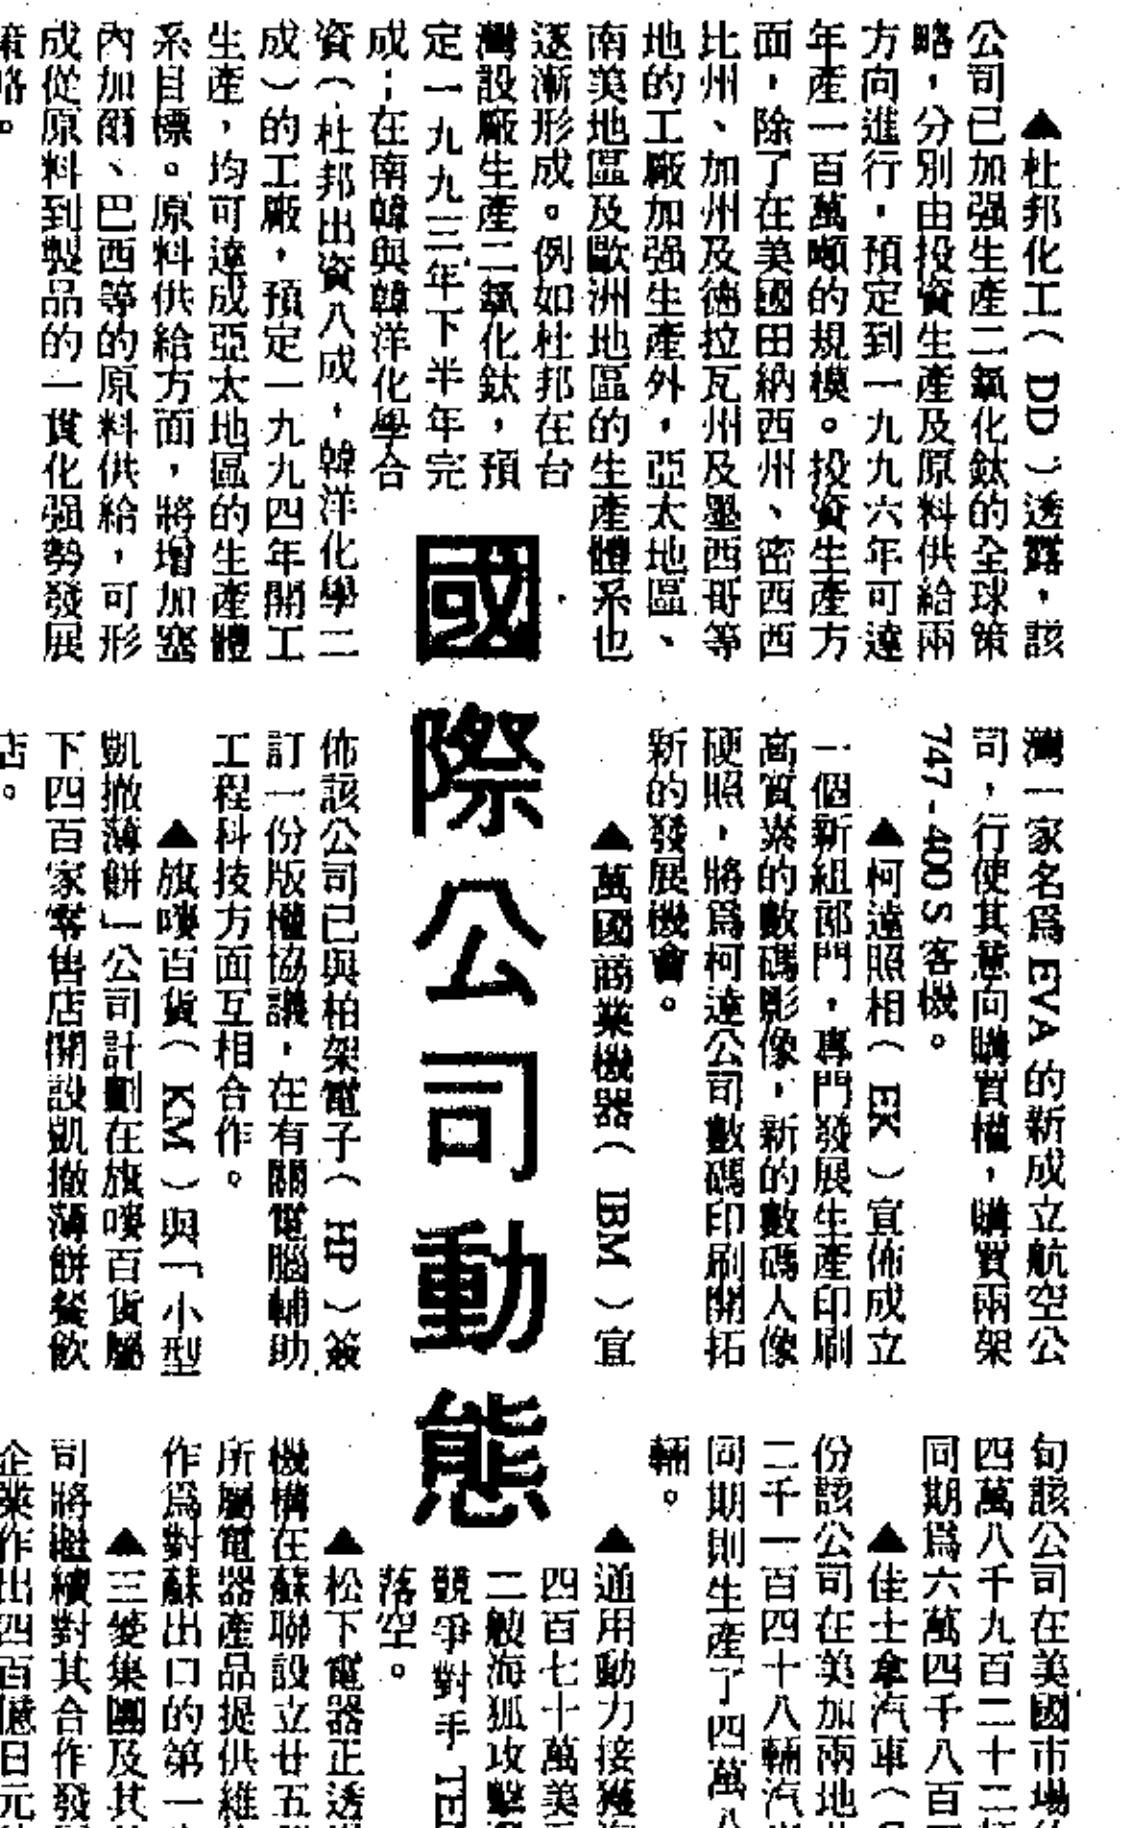 ▲杜邦化工(DD)透露,該
公司已加强生產二氧化鈦的全球策
略,分別由投資生產及原料供給兩
方向進行,預定到一九九六年可達
年產一百萬噸的規模。投資生產方
面,除了在美國田納西州、密西西
比州、加州及德拉瓦州及墨西哥等
地的工廠加强生產外,亞太地區、
南美地區及歐洲地區的生產體系也
逐漸形成。例如杜邦在台
灣設廠生產二氧化鈦,預
定一九九三年下半年完
成;在南韓與韓洋化學合
資(杜邦出資八成,韓洋化學二
成)的工廠,預定一九九四年開工
生產,均可達成亞太地區的生產體
系目標。原料供給方面,將增加塞
內加爾、巴西等的原料供給,可形
成從原料到製品的一貫化强勢發展
策略。
國際公司動態
灣一家名爲EVA的新成立航空公
司,行使其意向購買權,購買兩架
747-400S客機。
▲柯達照相(EK)宣佈成立
一個新組部門,專門發展生產印刷
高質素的數碼影像,新的數碼人像
硬照,將爲柯達公司數碼印刷開拓
新的發展機會。
▲萬國商業機器(IBM)宣
佈該公司已與柏架電子(HP)簽
訂一份版權協議,在有關電腦輔助
工程科技方面互相合作。
▲旗嘜百貨(KM)與「小型
凱撒薄餅」公司計劃在旗嘜百貨屬
下四百家零售店開設凱撒薄餅餐飲
店。
旬該公司在美國市場
四萬八千九百二十二
同期爲六萬四千八百
▲佳士拿汽車(
份該公司在美加兩地
二千一百四十八輛汽
同期則生產了四萬八
輛。
▲通用動力接獲
四百七十萬美
二艘海狐攻擊
競爭對手TE
落空。
▲松下電器正透
機構在蘇聯設立廿五
所屬電器產品提供維
作爲對蘇出口的第一
▲三菱集團及其
司將繼續對其合作發
企業作出四百億日元